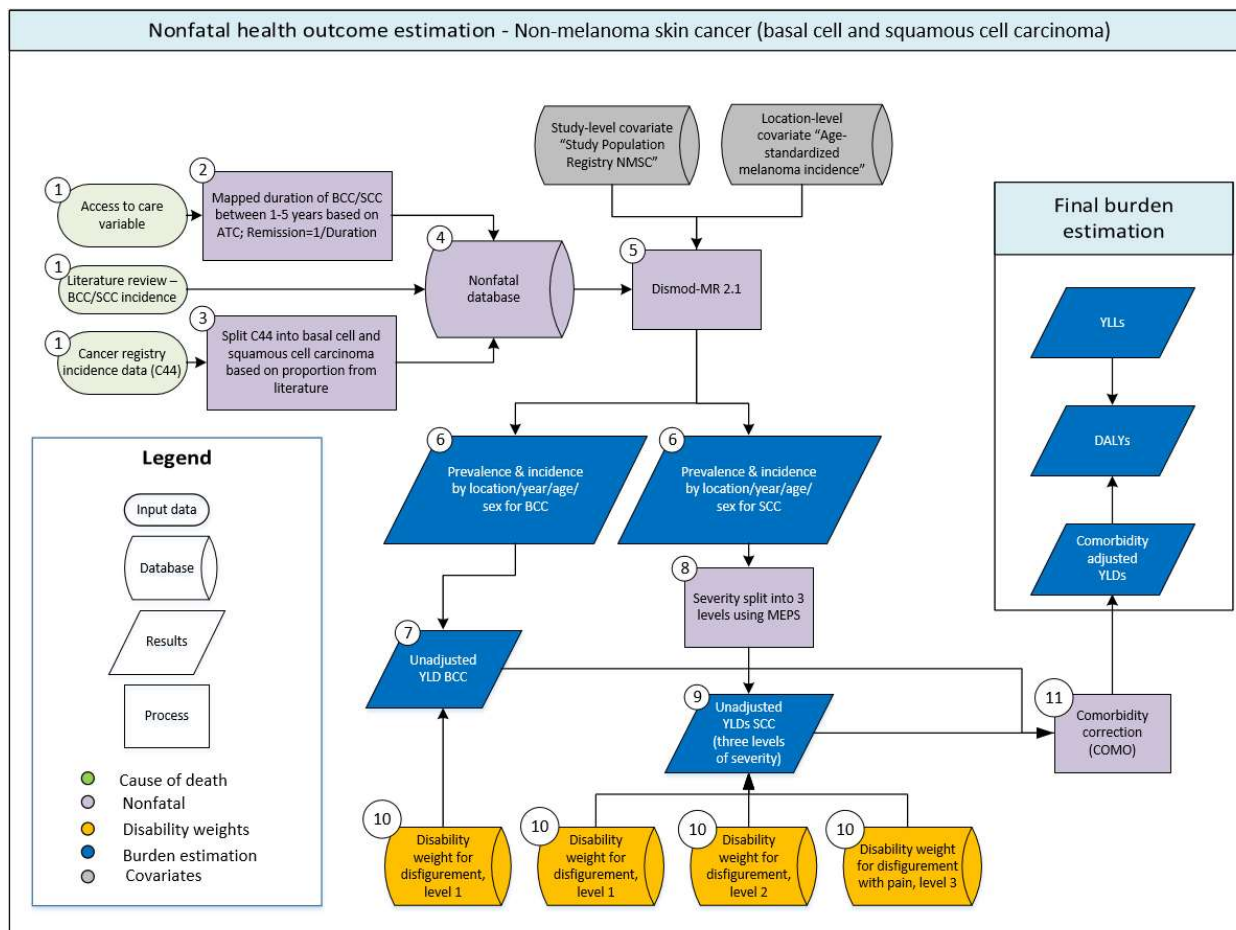 Nonfatal health outcome estimation - Non-melanoma skin cancer (basal cell and squamous cell carcinoma)
Study-level covariate
“Study Population
Registry NMSC”
Location-level
covariate “Age-
standardized
melanoma incidence”
1
Access to care
variable
2
Mapped duration of BCC/SCC
between 1-5 years based on
ATC; Remission=1/Duration
1
Literature review –
BCC/SCC incidence
1
Cancer registry
incidence data (C44)
3
Split C44 into basal cell and
squamous cell carcinoma
based on proportion from
literature
4
Nonfatal
database
5
Dismod-MR 2.1
6
Prevalence & incidence
by location/year/age/
sex for BCC
6
Prevalence & incidence
by location/year/age/
sex for SCC
7
Unadjusted
YLD BCC
8
Severity split into 3
levels using MEPS
9
Unadjusted
YLDs SCC
(three levels
of severity)
10
Disability
weight for
disfigurement,
level 1
10
Disability
weight for
disfigurement,
level 1
10
Disability
weight for
disfigurement,
level 2
10
Disability weight
for disfigurement
with pain, level 3
11
Comorbidity
correction
(COMO)
Final burden
estimation
YLLs
DALYs
Comorbidity
adjusted
YLDs
Legend
Input data
Database
Results
Process
Cause of death
Nonfatal
Disability weights
Burden estimation
Covariates